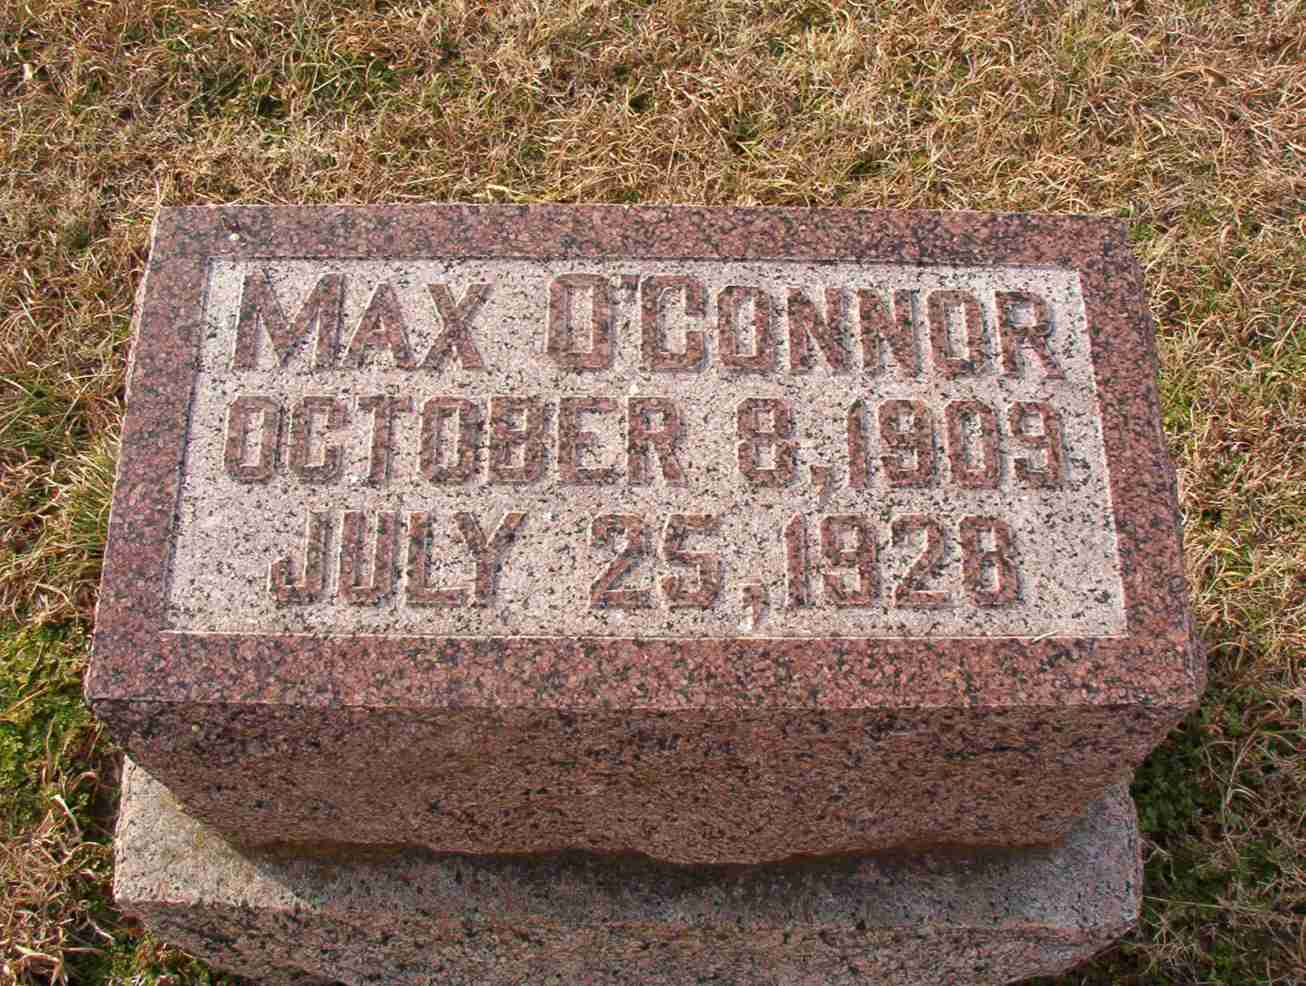 MAX O'CONNOR
OCTOBER 8, 1909
JULY 25, 1928